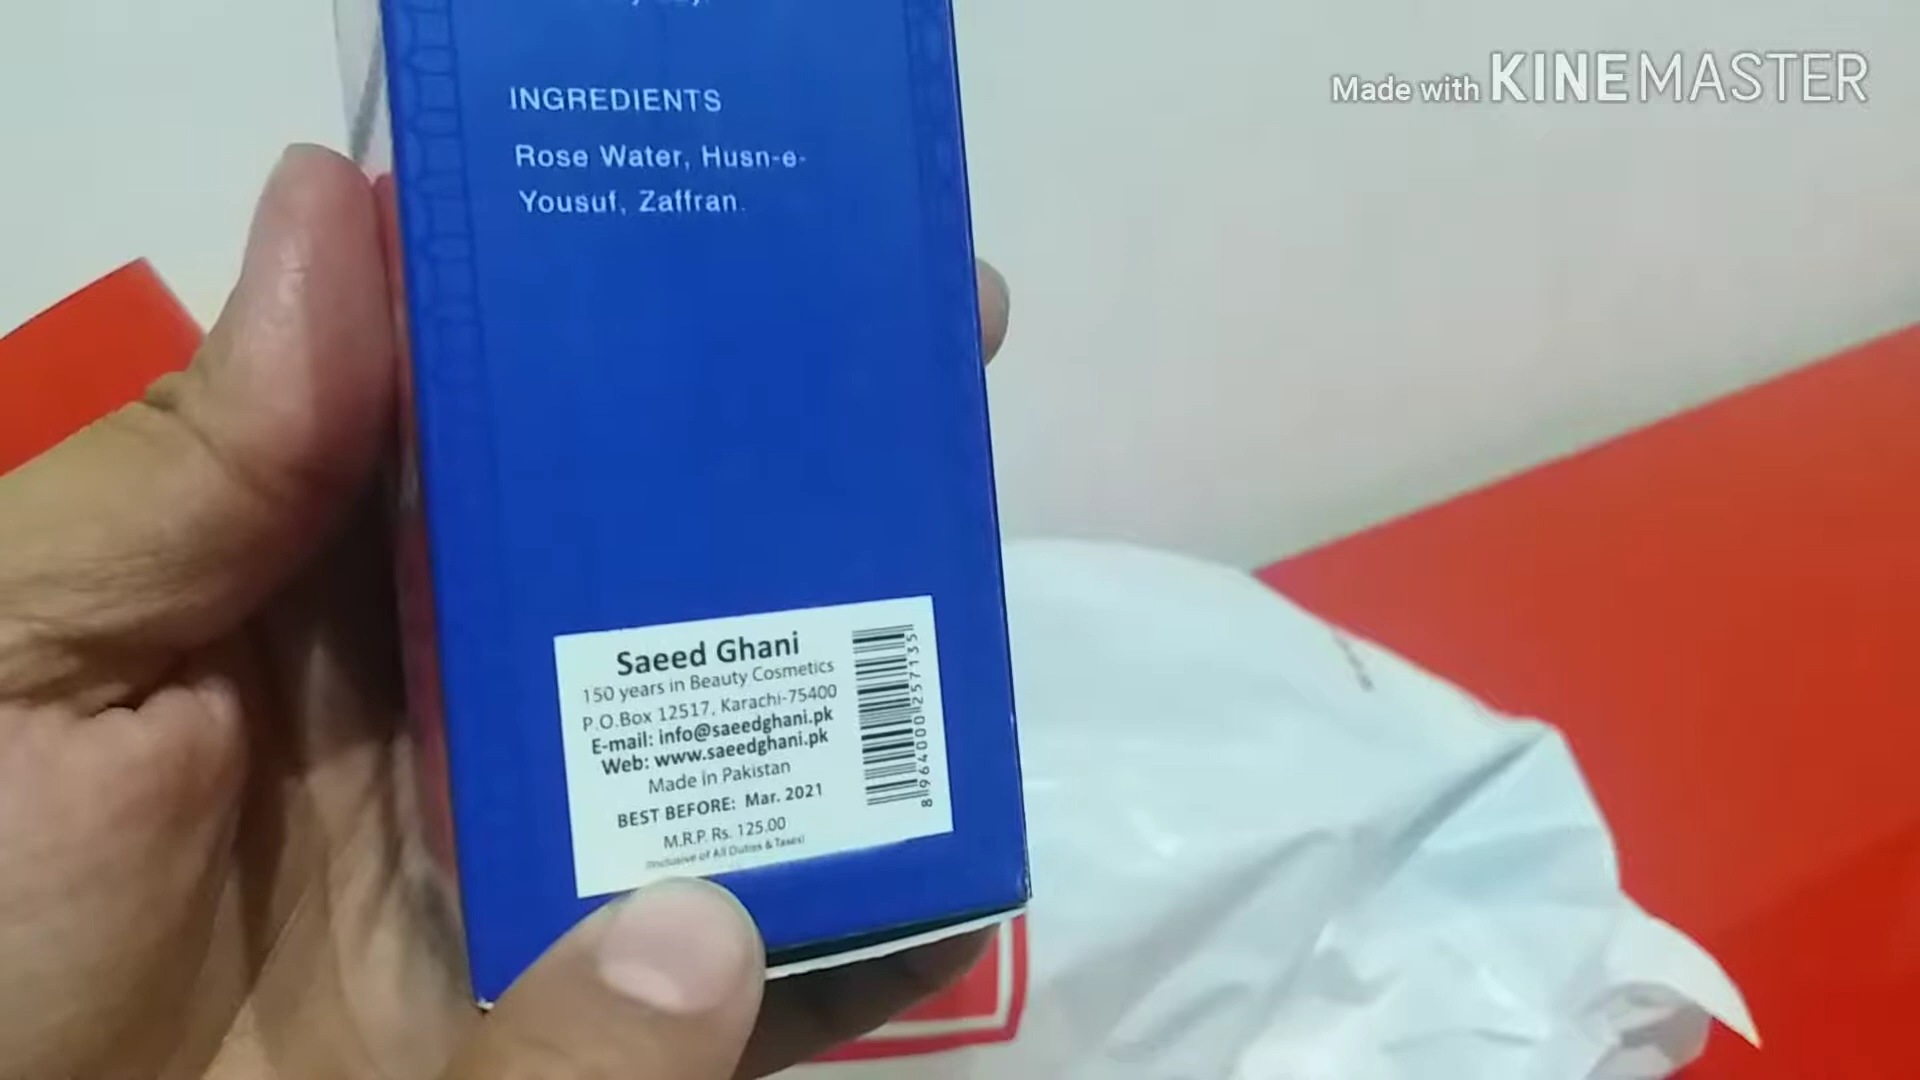 Made with KINEMASTER
INGREDIENTS
Rose Water, Husn-e-
Yousuf, Zaffran.
Saeed Ghani
150 years in Beauty Cosmetics
P.O.Box 12517, Karachi-75400
E-mail: info@saeedghani.pk
Web: www.saeedghani.pk
Made in Pakistan
BEST BEFORE: Mar. 2021
M.R.P. Rs. 125.00
(Inclusive of All Duties & Taxes)
8964000257135